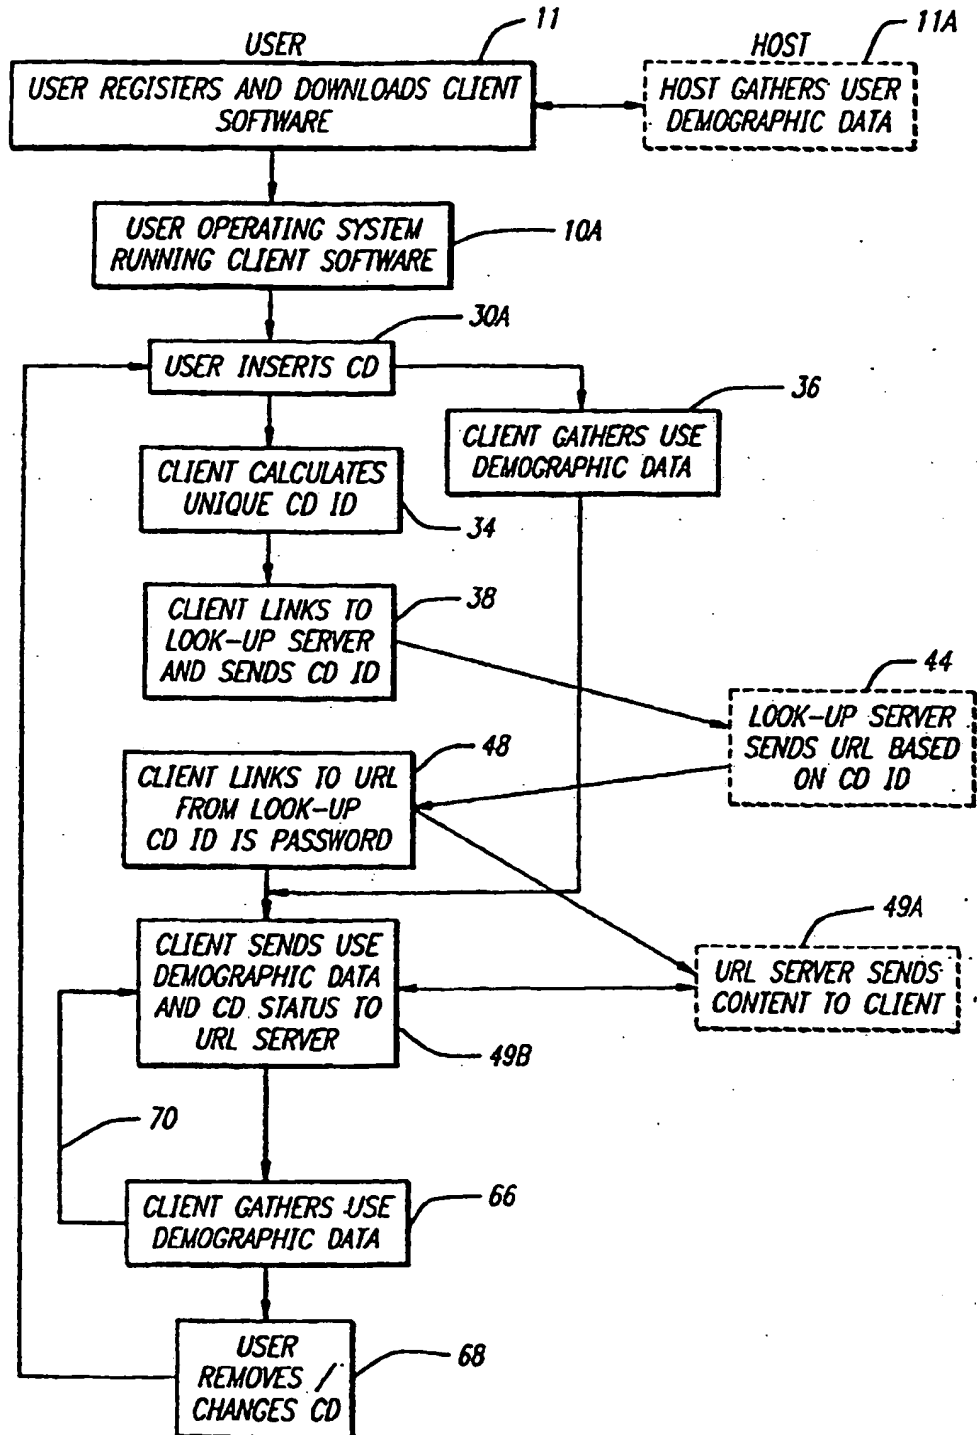 11
11A
USER
HOST
USER REGISTERS AND DOWNLOADS CLIENT
SOFTWARE
HOST GATHERS USER
DEMOGRAPHIC DATA
USER OPERATING SYSTEM
RUNNING CLIENT SOFTWARE
10A
30A
USER INSERTS CD
36
CLIENT GATHERS USE
DEMOGRAPHIC DATA
CLIENT CALCULATES
UNIQUE CD ID
34
CLIENT LINKS TO
LOOK-UP SERVER
AND SENDS CD ID
38
44
LOOK-UP SERVER
SENDS URL BASED
ON CD ID
48
CLIENT LINKS TO URL
FROM LOOK-UP
CD ID IS PASSWORD
49A
CLIENT SENDS USE
DEMOGRAPHIC DATA
AND CD STATUS TO
URL SERVER
URL SERVER SENDS
CONTENT TO CLIENT
49B
70
66
CLIENT GATHERS USE
DEMOGRAPHIC DATA
USER
REMOVES /
CHANGES CD
68